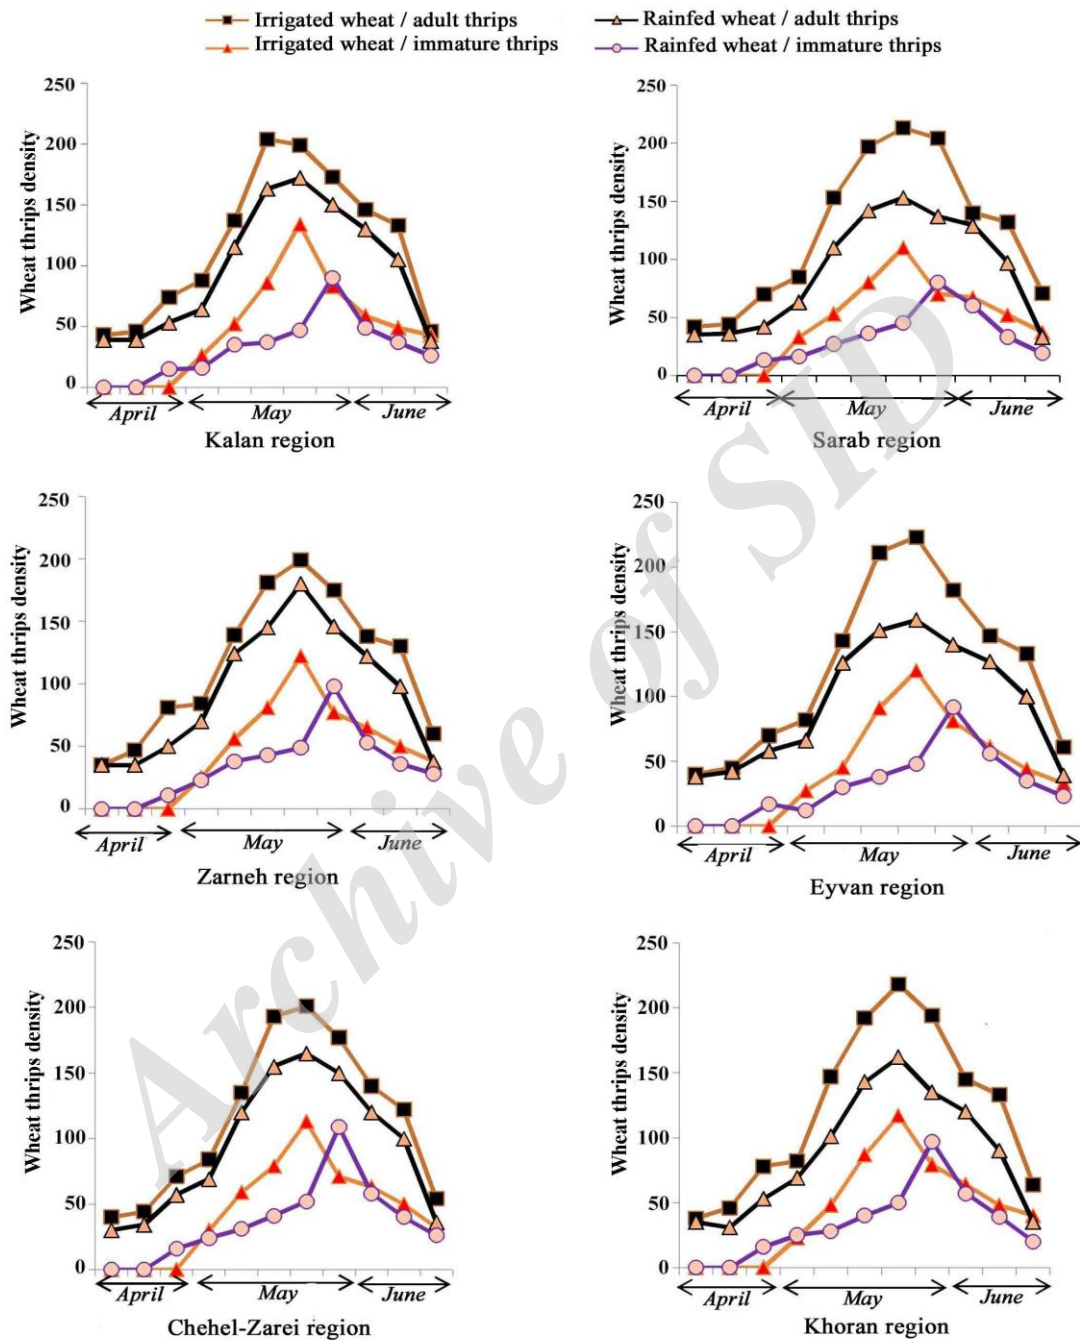 Irrigated wheat / adult thrips
Rainfed wheat / adult thrips
Irrigated wheat / immature thrips
Rainfed wheat / immature thrips
Wheat thrips density
250
200
150
100
50
0
April
May
June
Kalan region
Wheat thrips density
250
200
150
100
50
0
April
May
June
Sarab region
Wheat thrips density
250
200
150
100
50
0
April
May
June
Zarneh region
Wheat thrips density
250
200
150
100
50
0
April
May
June
Eyvan region
Wheat thrips density
250
200
150
100
50
0
April
May
June
Chehel-Zarei region
Wheat thrips density
250
200
150
100
50
0
April
May
June
Khoran region
Archive of SID